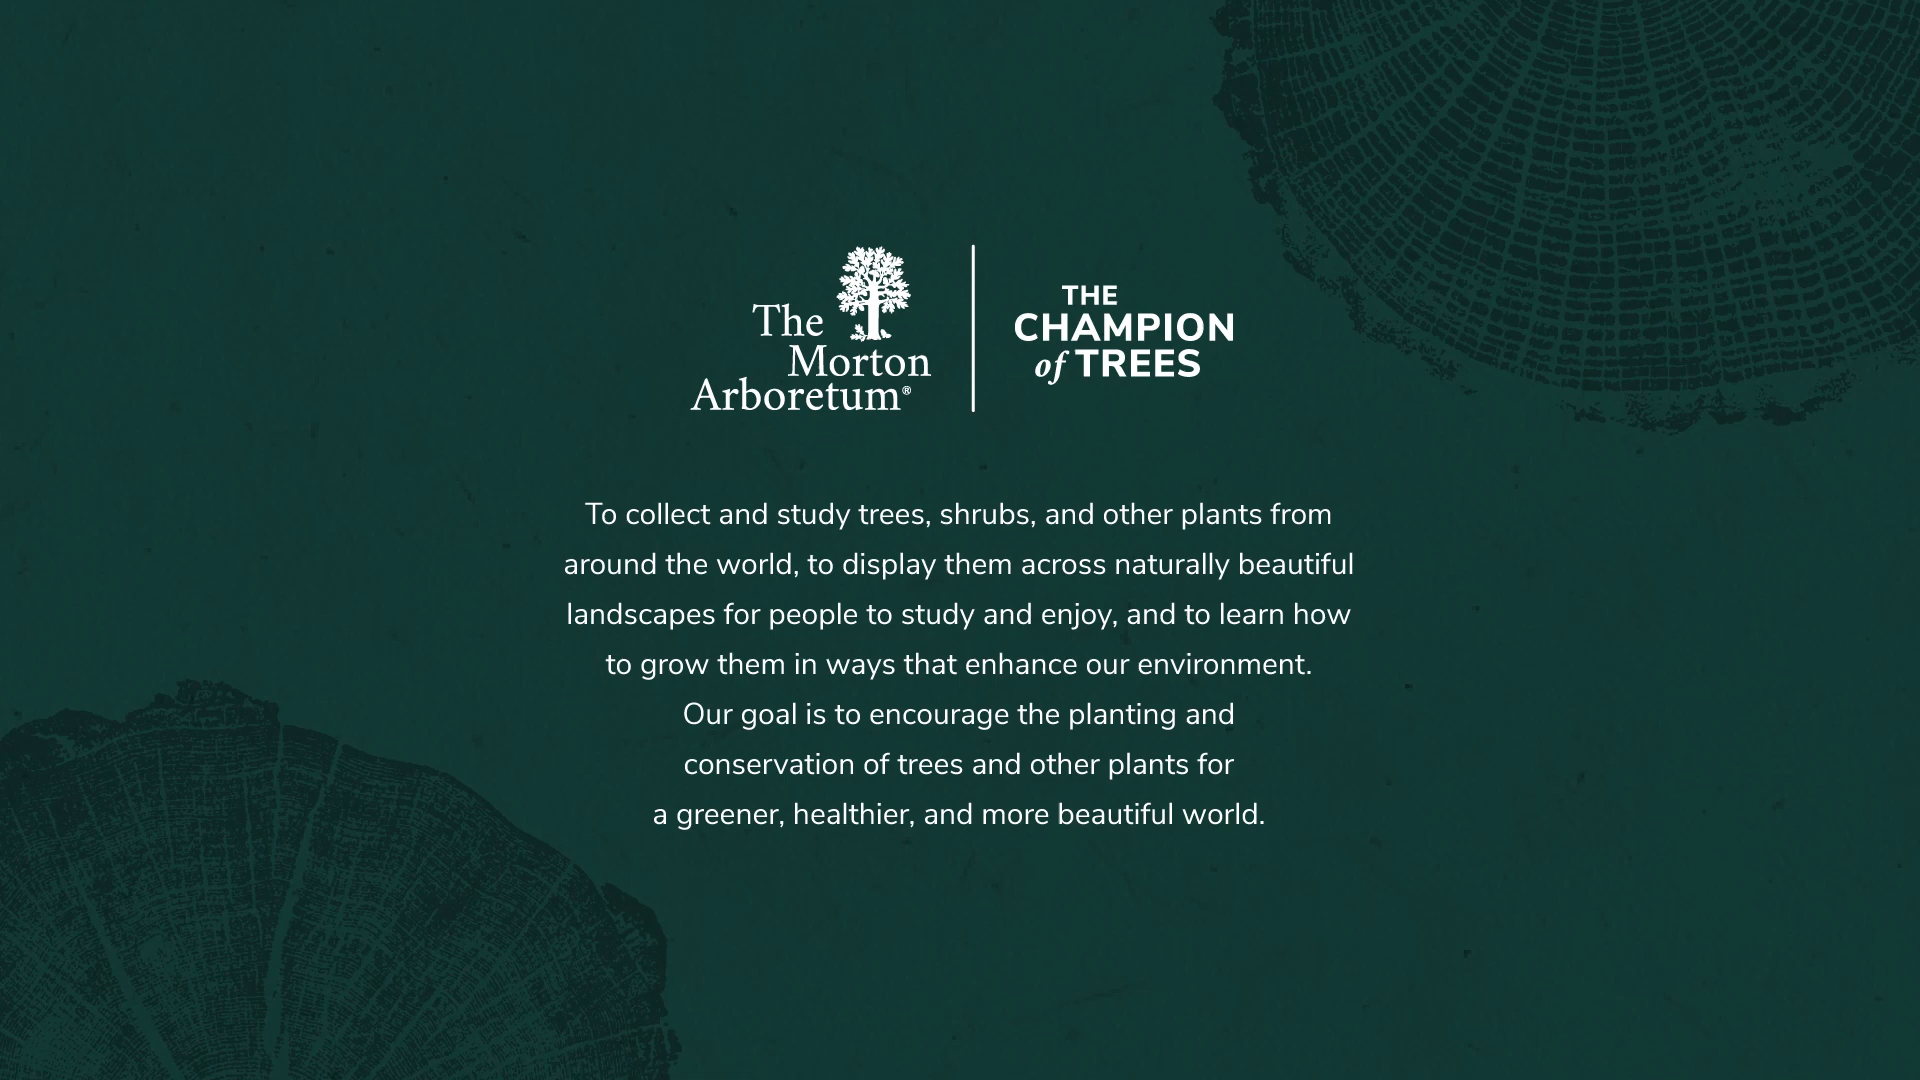 The
Morton
Arboretum®
THE
CHAMPION
of TREES
To collect and study trees, shrubs, and other plants from
around the world, to display them across naturally beautiful
landscapes for people to study and enjoy, and to learn how
to grow them in ways that enhance our environment.
Our goal is to encourage the planting and
conservation of trees and other plants for
a greener, healthier, and more beautiful world.